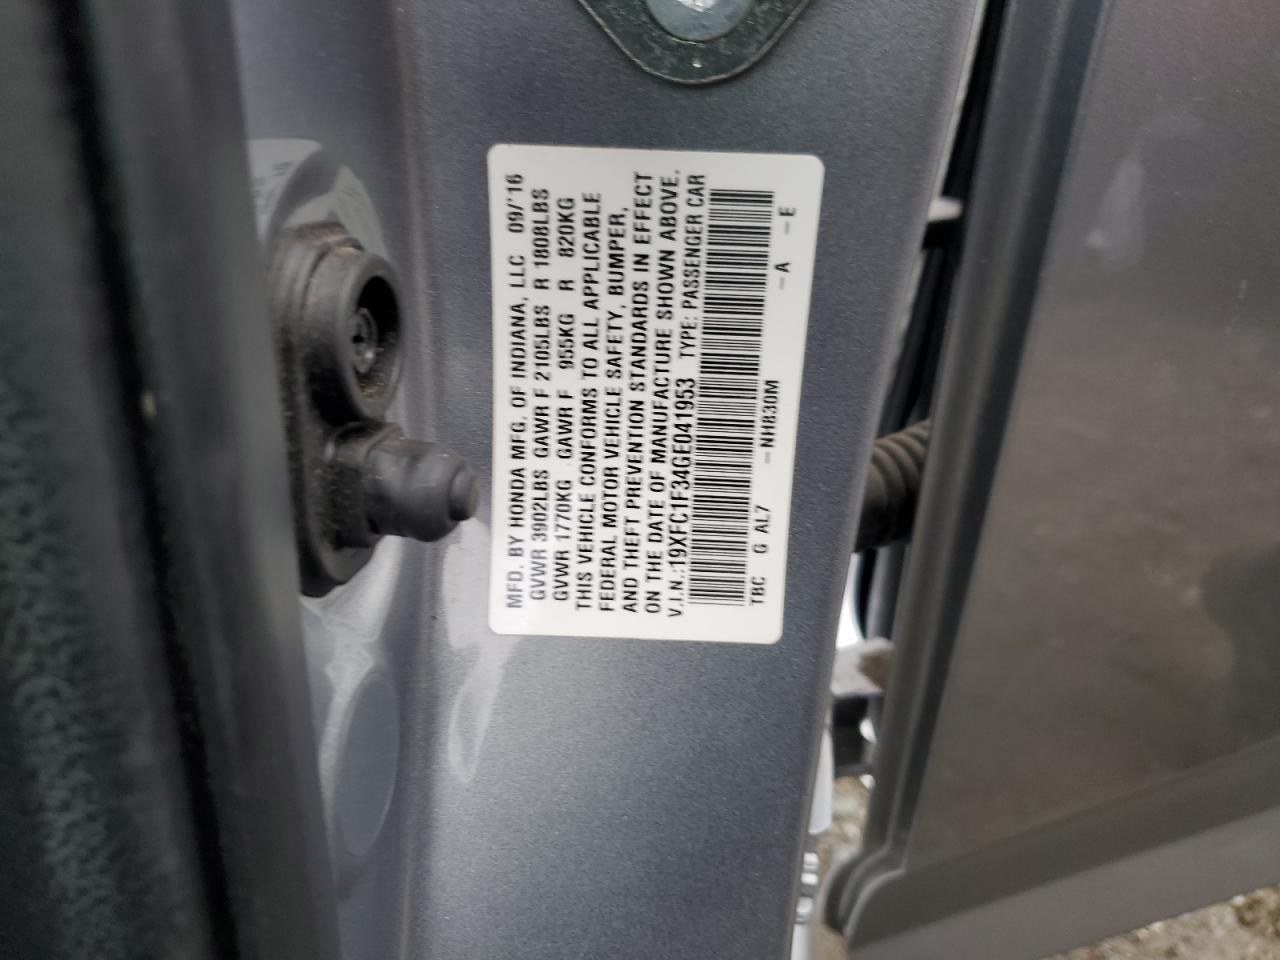 MFD. BY HONDA MFG. OF INDIANA, LLC 09/'16
GVWR 3902LBS GAWR F 2105LBS R 1808LBS
GVWR 1770KG GAWR F 955KG R 820KG
THIS VEHICLE CONFORMS TO ALL APPLICABLE
FEDERAL MOTOR VEHICLE SAFETY, BUMPER,
AND THEFT PREVENTION STANDARDS IN EFFECT
ON THE DATE OF MANUFACTURE SHOWN ABOVE.
V.I.N.:19XFC1F34GE041953 TYPE: PASSENGER CAR
TBC G AL7 -NH830M -A -E